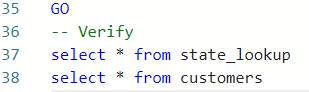 35 GO
36 -- Verify
37 select * from state_lookup
38 select * from customers